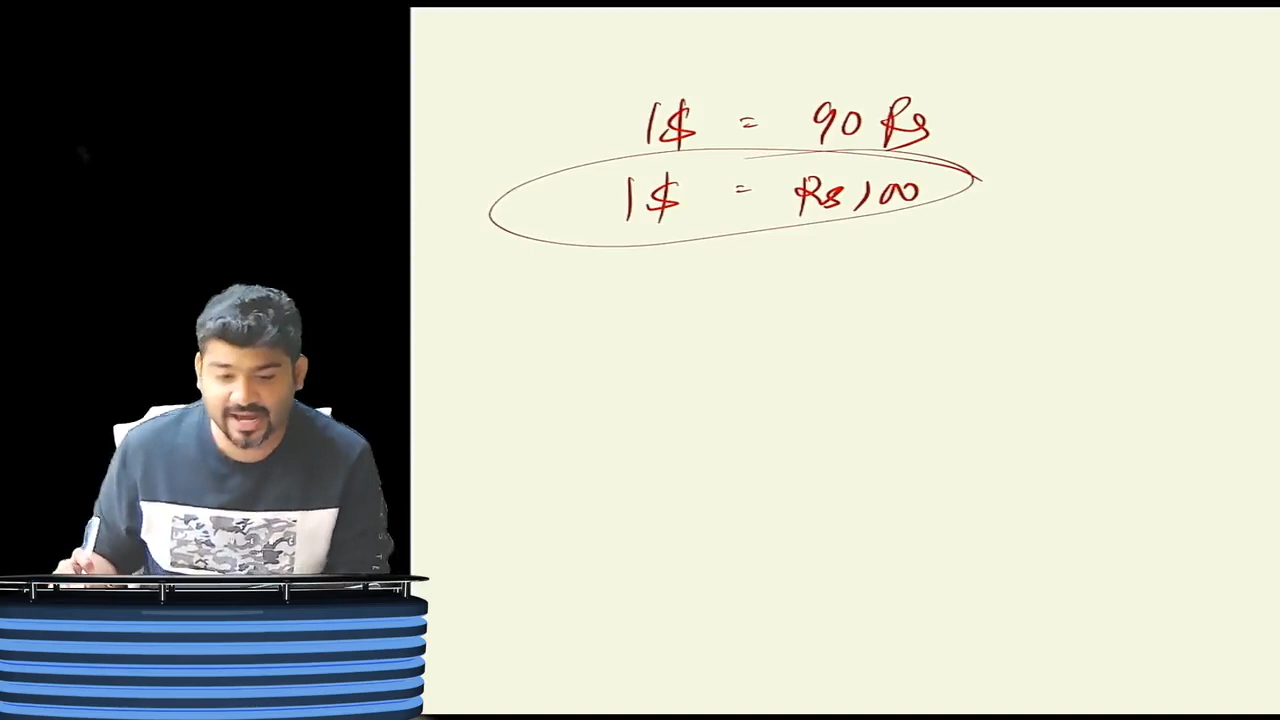 1$ = 90 Rs
1$ = Rs 100